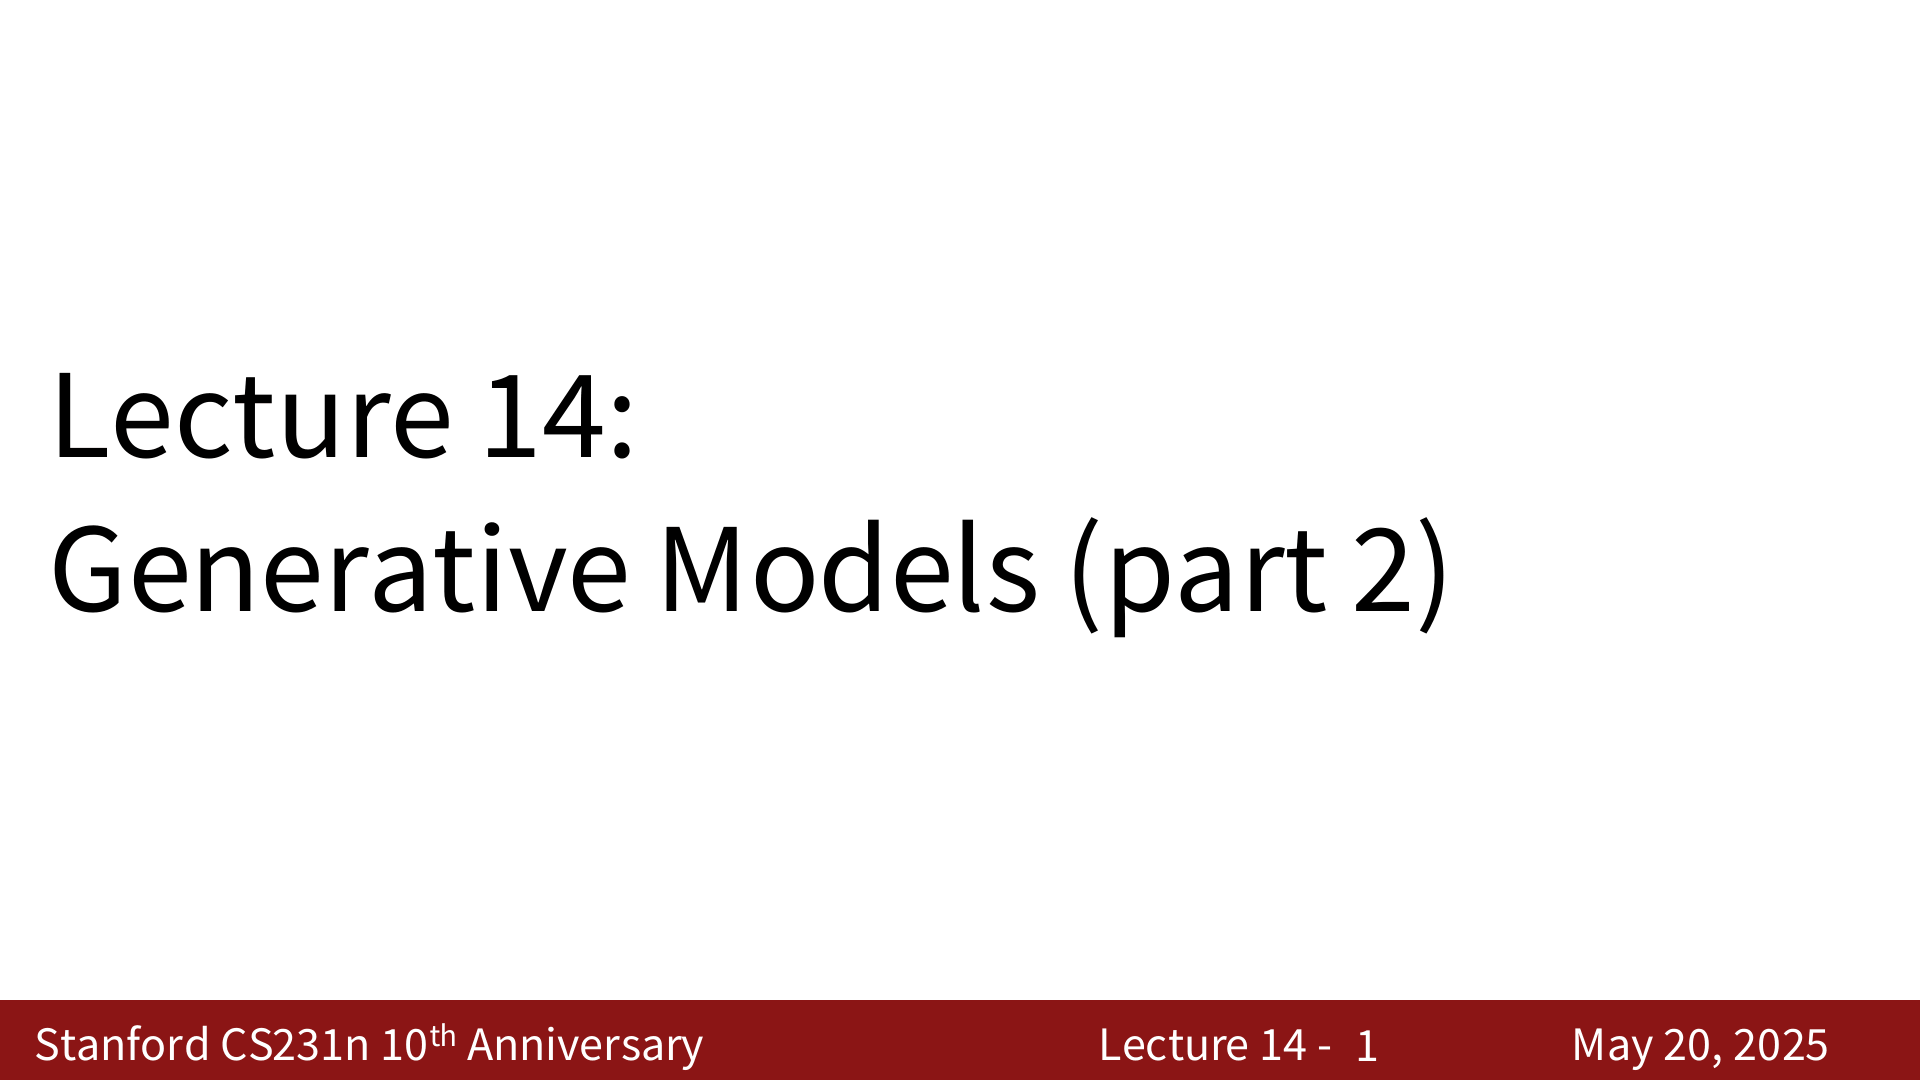 Lecture 14:
Generative Models (part 2)
Stanford CS231n 10th Anniversary
Lecture 14 - 1
May 20, 2025